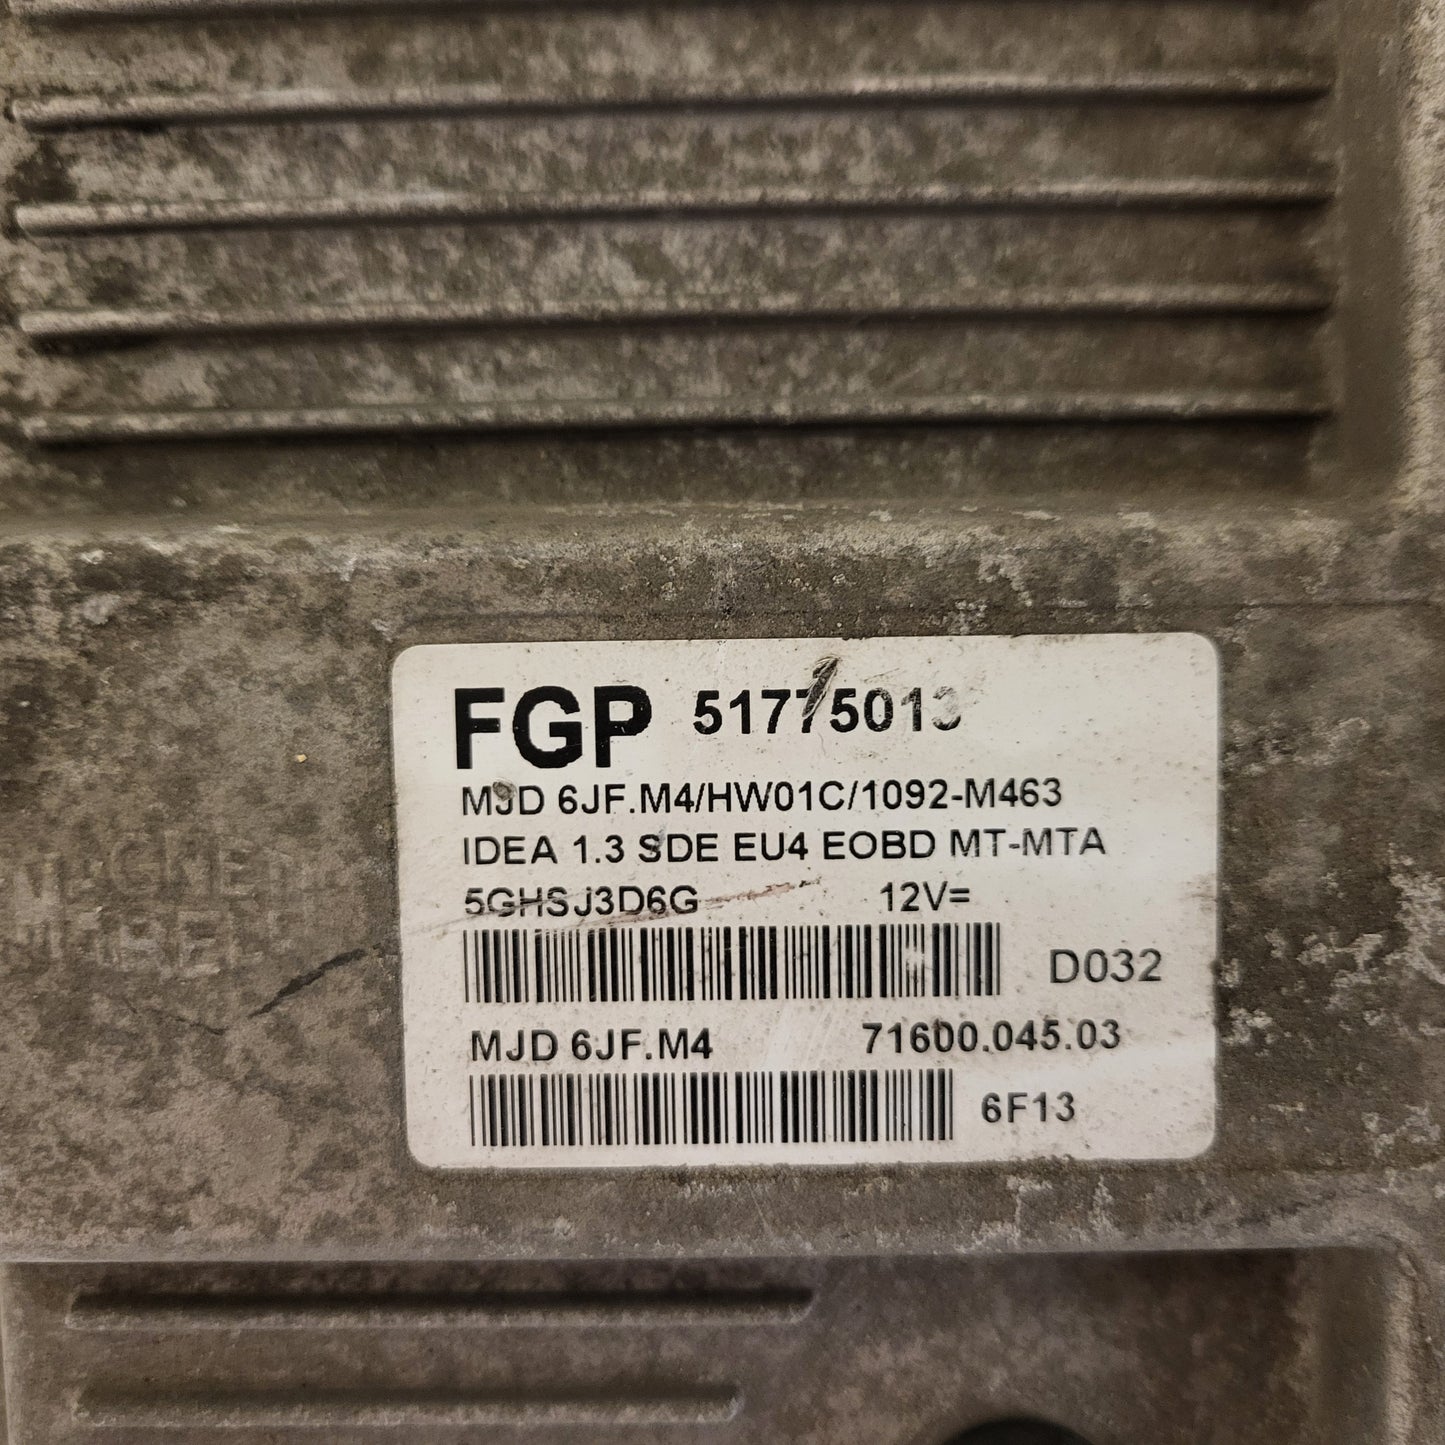 FGP 51775013
MJD 6JF.M4/HW01C/1092-M463
IDEA 1.3 SDE EU4 EOBD MT-MTA
5GHSJ3D6G 12V=
D032
MJD 6JF.M4 71600.045.03
6F13